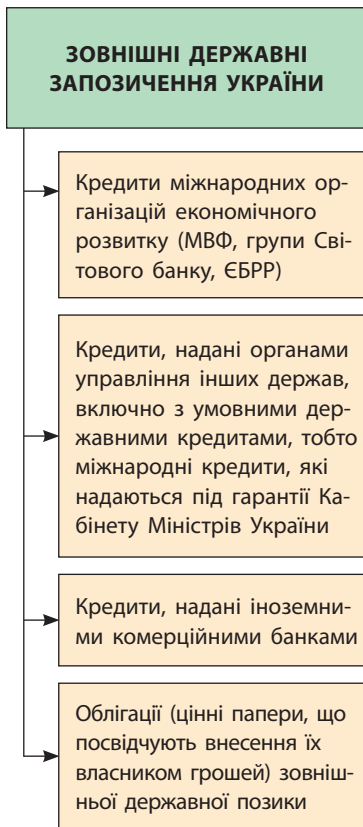 ЗОВНІШНІ ДЕРЖАВНІ
ЗАПОЗИЧЕННЯ УКРАЇНИ
Кредити міжнародних ор-
ганізацій економічного
розвитку (МВФ, групи Сві-
тового банку, ЄБРР)
Кредити, надані органами
управління інших держав,
включно з умовними дер-
жавними кредитами, тобто
міжнародні кредити, які
надаються під гарантії Ка-
бінету Міністрів України
Кредити, надані іноземни-
ми комерційними банками
Облігації (цінні папери, що
посвідчують внесення їх
власником грошей) зовніш-
ньої державної позики